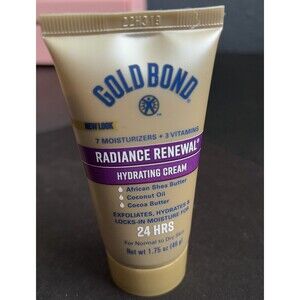 GOLD BOND
NEW LOOK
7 MOISTURIZERS + 3 VITAMINS
RADIANCE RENEWAL
HYDRATING CREAM
African Shea Butter
Coconut Oil
Cocoa Butter
EXFOLIATES, HYDRATES &
LOCKS-IN MOISTURE FOR
24 HRS
For Normal to Dry Skin
Net wt 1.75 oz (49 g)